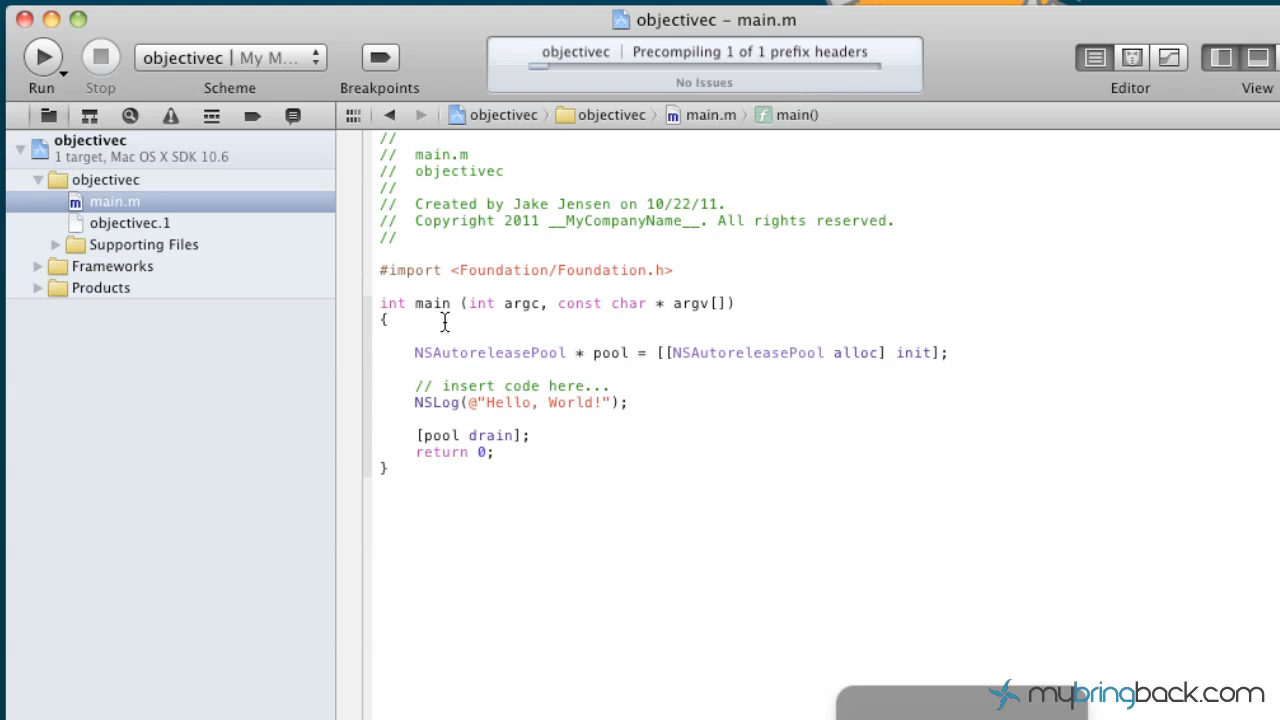 objectivec – main.m
objectivec | My M...
objectivec | Precompiling 1 of 1 prefix headers
No Issues
Run Stop Scheme Breakpoints Editor View
objectivec objectivec main.m main()
objectivec
1 target, Mac OS X SDK 10.6
objectivec
main.m
objectivec.1
Supporting Files
Frameworks
Products
//
// main.m
// objectivec
//
// Created by Jake Jensen on 10/22/11.
// Copyright 2011 __MyCompanyName__. All rights reserved.
//
#import <Foundation/Foundation.h>
int main (int argc, const char * argv[])
{
NSAutoreleasePool * pool = [[NSAutoreleasePool alloc] init];
// insert code here...
NSLog(@"Hello, World!");
[pool drain];
return 0;
}
mybringback.com